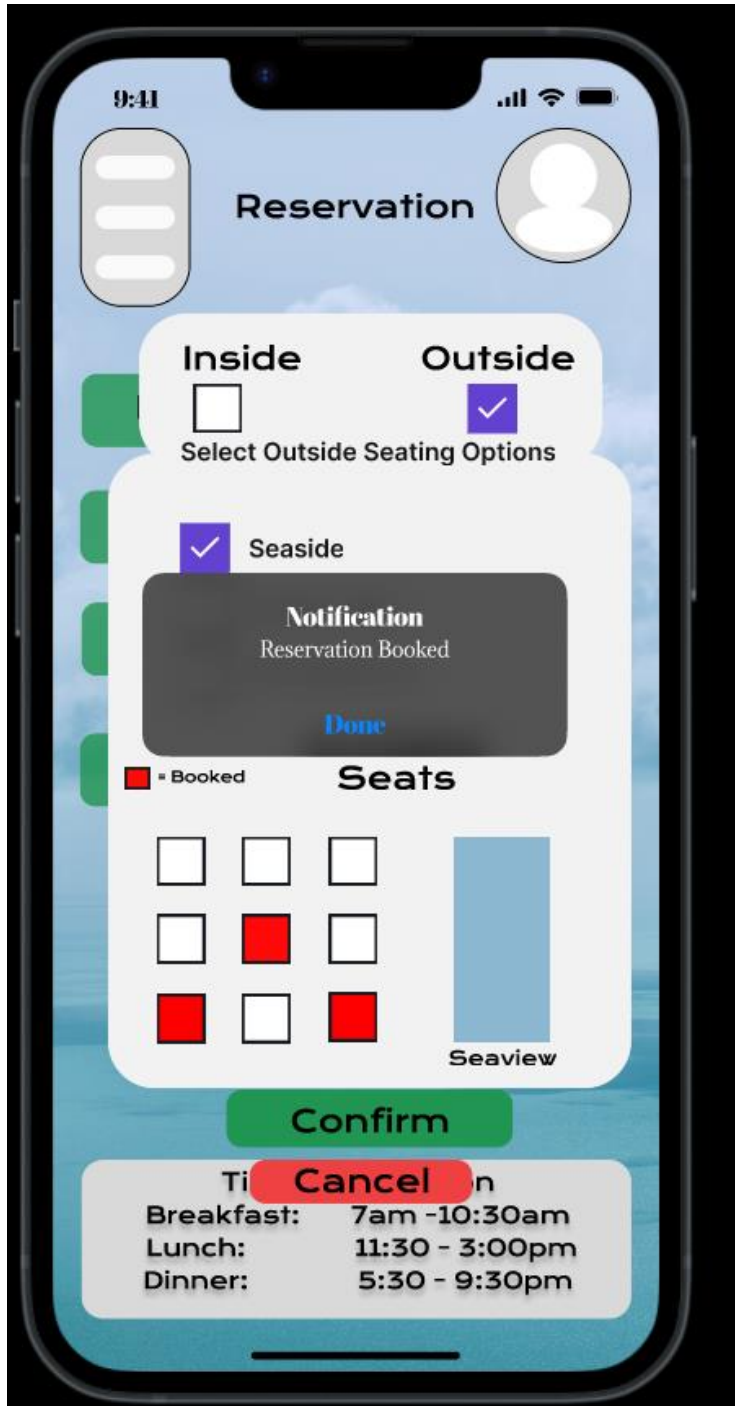 9:41
Reservation
Inside Outside
Select Outside Seating Options
Seaside
Notification
Reservation Booked
Done
= Booked
Seats
Seaview
Confirm
Cancel
Breakfast: 7am -10:30am
Lunch: 11:30 - 3:00pm
Dinner: 5:30 - 9:30pm